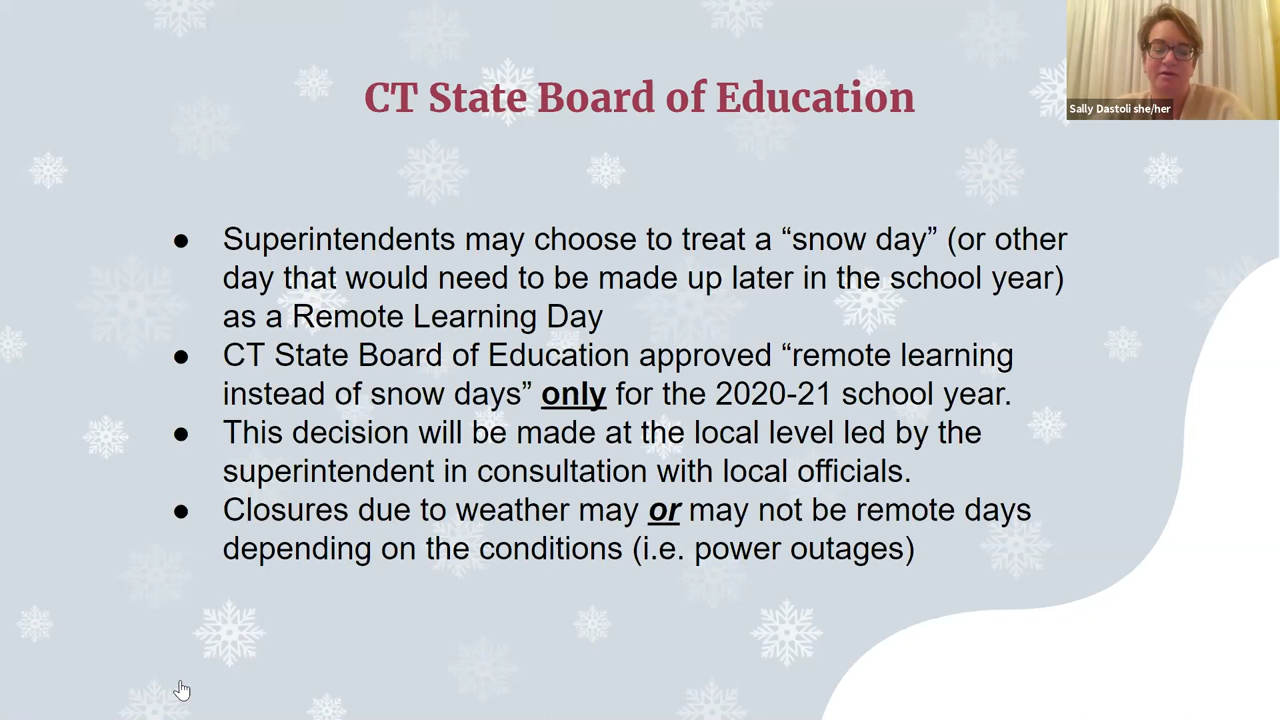 CT State Board of Education
Sally Dastoli she/her
● Superintendents may choose to treat a “snow day” (or other
day that would need to be made up later in the school year)
as a Remote Learning Day
● CT State Board of Education approved “remote learning
instead of snow days” only for the 2020-21 school year.
● This decision will be made at the local level led by the
superintendent in consultation with local officials.
● Closures due to weather may or may not be remote days
depending on the conditions (i.e. power outages)